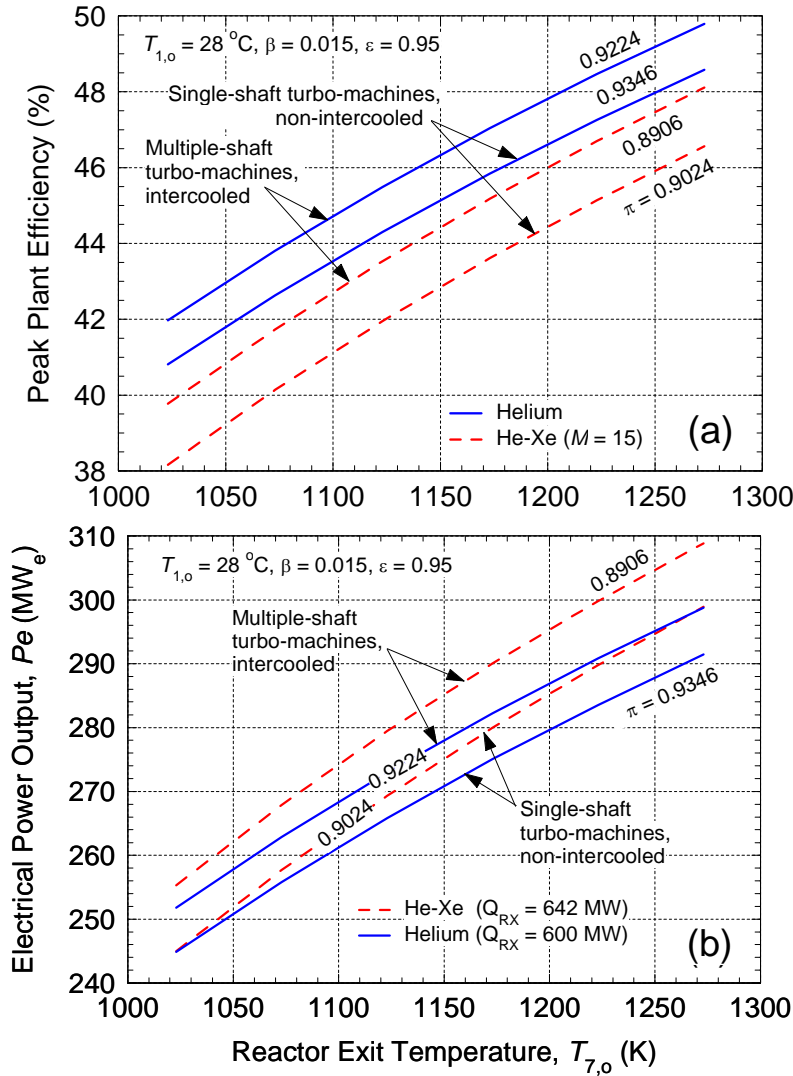 50
48
46
44
42
40
38
Peak Plant Efficiency (%)
T1,o = 28 °C, β = 0.015, ε = 0.95
0.9224
Single-shaft turbo-machines,
non-intercooled
0.9346
Multiple-shaft
turbo-machines,
intercooled
0.8906
π = 0.9024
Helium
He-Xe (M = 15)
(a)
1000 1050 1100 1150 1200 1250 1300
310
300
290
280
270
260
250
240
Electrical Power Output, Pe (MWe)
T1,o = 28 °C, β = 0.015, ε = 0.95
0.8906
Multiple-shaft
turbo-machines,
intercooled
π = 0.9346
0.9224
0.9024
Single-shaft
turbo-machines,
non-intercooled
He-Xe (QRX = 642 MW)
Helium (QRX = 600 MW)
(b)
1000 1050 1100 1150 1200 1250 1300
Reactor Exit Temperature, T7,o (K)